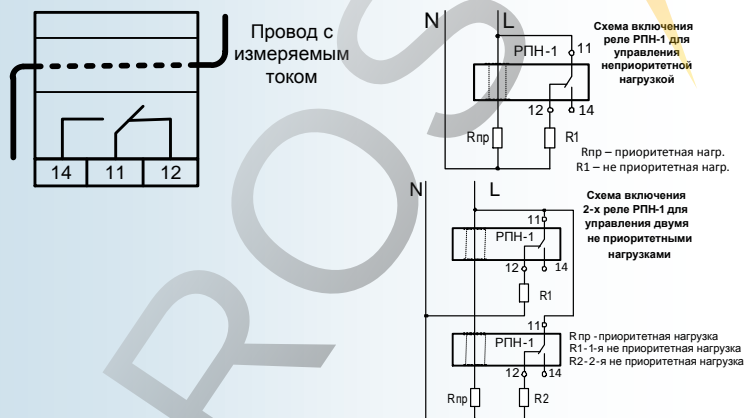 Провод с
измеряемым
током
14 11 12
N L
Схема включения
реле РПН-1 для
управления
неприоритетной
нагрузкой
РПН-1 11
12 14
Rпр R1
Rпр – приоритетная нагр.
R1 – не приоритетная нагр.
N L
Схема включения
2-х реле РПН-1 для
управления двумя
не приоритетными
нагрузками
11
РПН-1
12 14
R1
11
РПН-1
12 14
Rпр -приоритетная нагрузка
R1-1-я не приоритетная нагрузка
R2-2-я не приоритетная нагрузка
Rпр R2
ROS